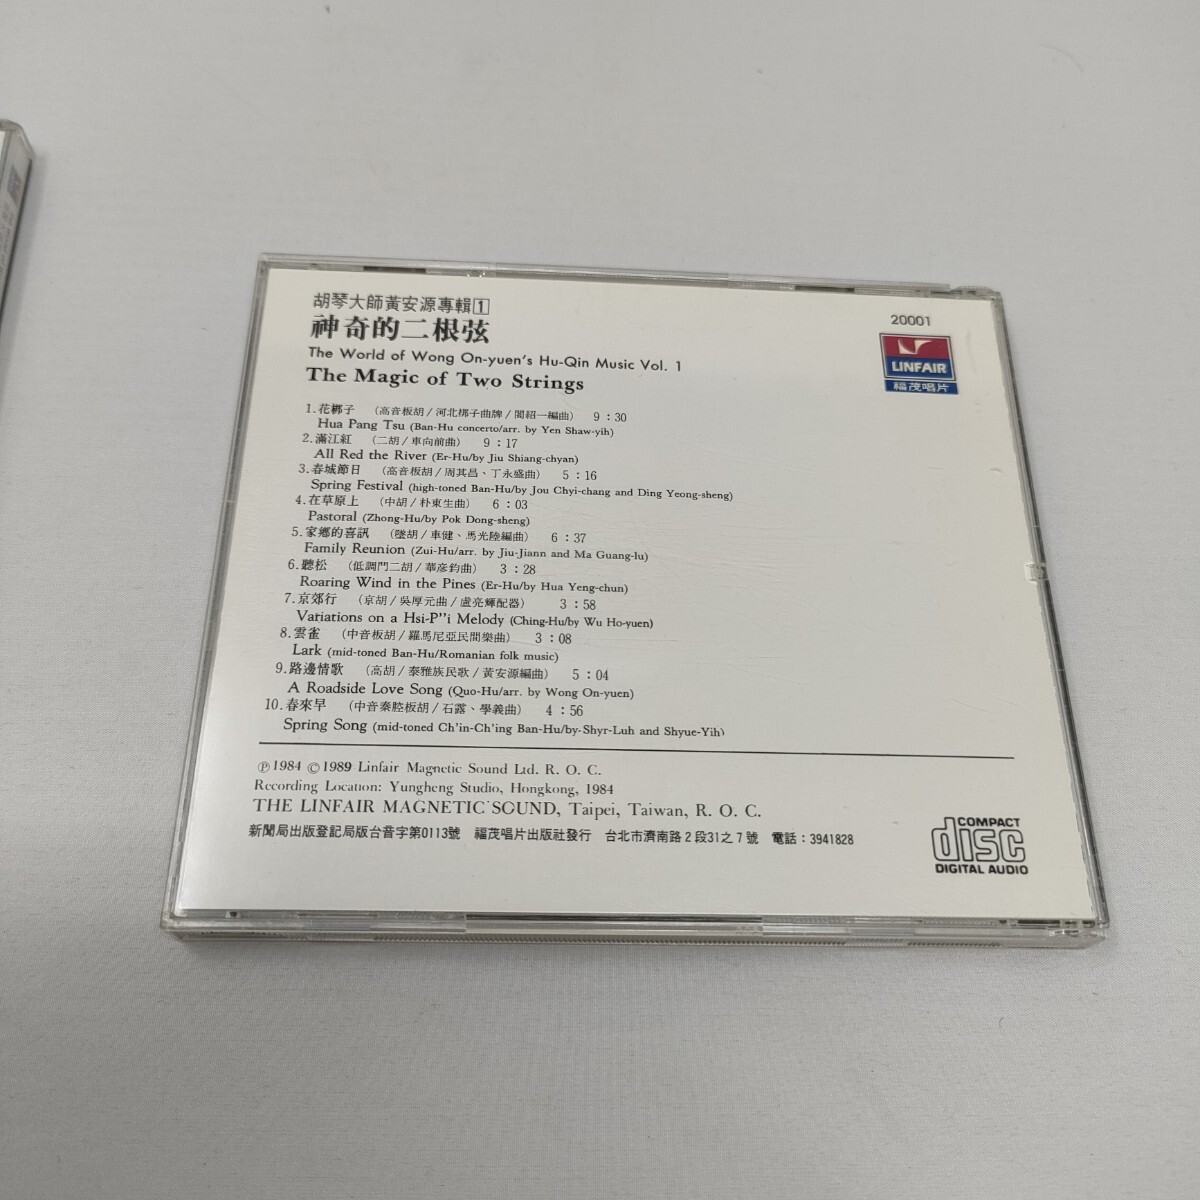 胡琴大師黃安源專輯1
神奇的二根弦
The World of Wong On-yuen's Hu-Qin Music Vol. 1
The Magic of Two Strings
20001
LINFAIR
福茂唱片
1.花梆子 (高音板胡/河北梆子曲牌/閻紹一編曲) 9:30
Hua Pang Tsu (Ban-Hu concerto/arr. by Yen Shaw-yih)
2.滿江紅 (二胡/車向前曲) 9:17
All Red the River (Er-Hu/by Jiu Shiang-chyan)
3.春城節日 (高音板胡/周其昌、丁永盛曲) 5:16
Spring Festival (high-toned Ban-Hu/by Jou Chyi-chang and Ding Yeong-sheng)
4.在草原上 (中胡/朴東生曲) 6:03
Pastoral (Zhong-Hu/by Pok Dong-sheng)
5.家鄉的喜訊 (墜胡/車健、馬光陸編曲) 6:37
Family Reunion (Zui-Hu/arr. by Jiu-Jiann and Ma Guang-lu)
6.聽松 (低調門二胡/華彥鈞曲) 3:28
Roaring Wind in the Pines (Er-Hu/by Hua Yeng-chun)
7.京郊行 (京胡/吳厚元曲/盧亮輝配器) 3:58
Variations on a Hsi-P"i Melody (Ching-Hu/by Wu Ho-yuen)
8.雲雀 (中音板胡/羅馬尼亞民間樂曲) 3:08
Lark (mid-toned Ban-Hu/Romanian folk music)
9.路邊情歌 (高胡/泰雅族民歌/黃安源編曲) 5:04
A Roadside Love Song (Quo-Hu/arr. by Wong On-yuen)
10.春來早 (中音秦腔板胡/石露、學義曲) 4:56
Spring Song (mid-toned Ch'in-Ch'ing Ban-Hu/by-Shyr-Luh and Shyue-Yih)
Ⓟ1984 ©1989 Linfair Magnetic Sound Ltd. R. O. C.
Recording Location: Yungheng Studio, Hongkong, 1984
THE LINFAIR MAGNETIC SOUND, Taipei, Taiwan, R. O. C.
新聞局出版登記局版台音字第0113號 福茂唱片出版社發行 台北市濟南路2段31之7號 電話:3941828
COMPACT
disc
DIGITAL AUDIO